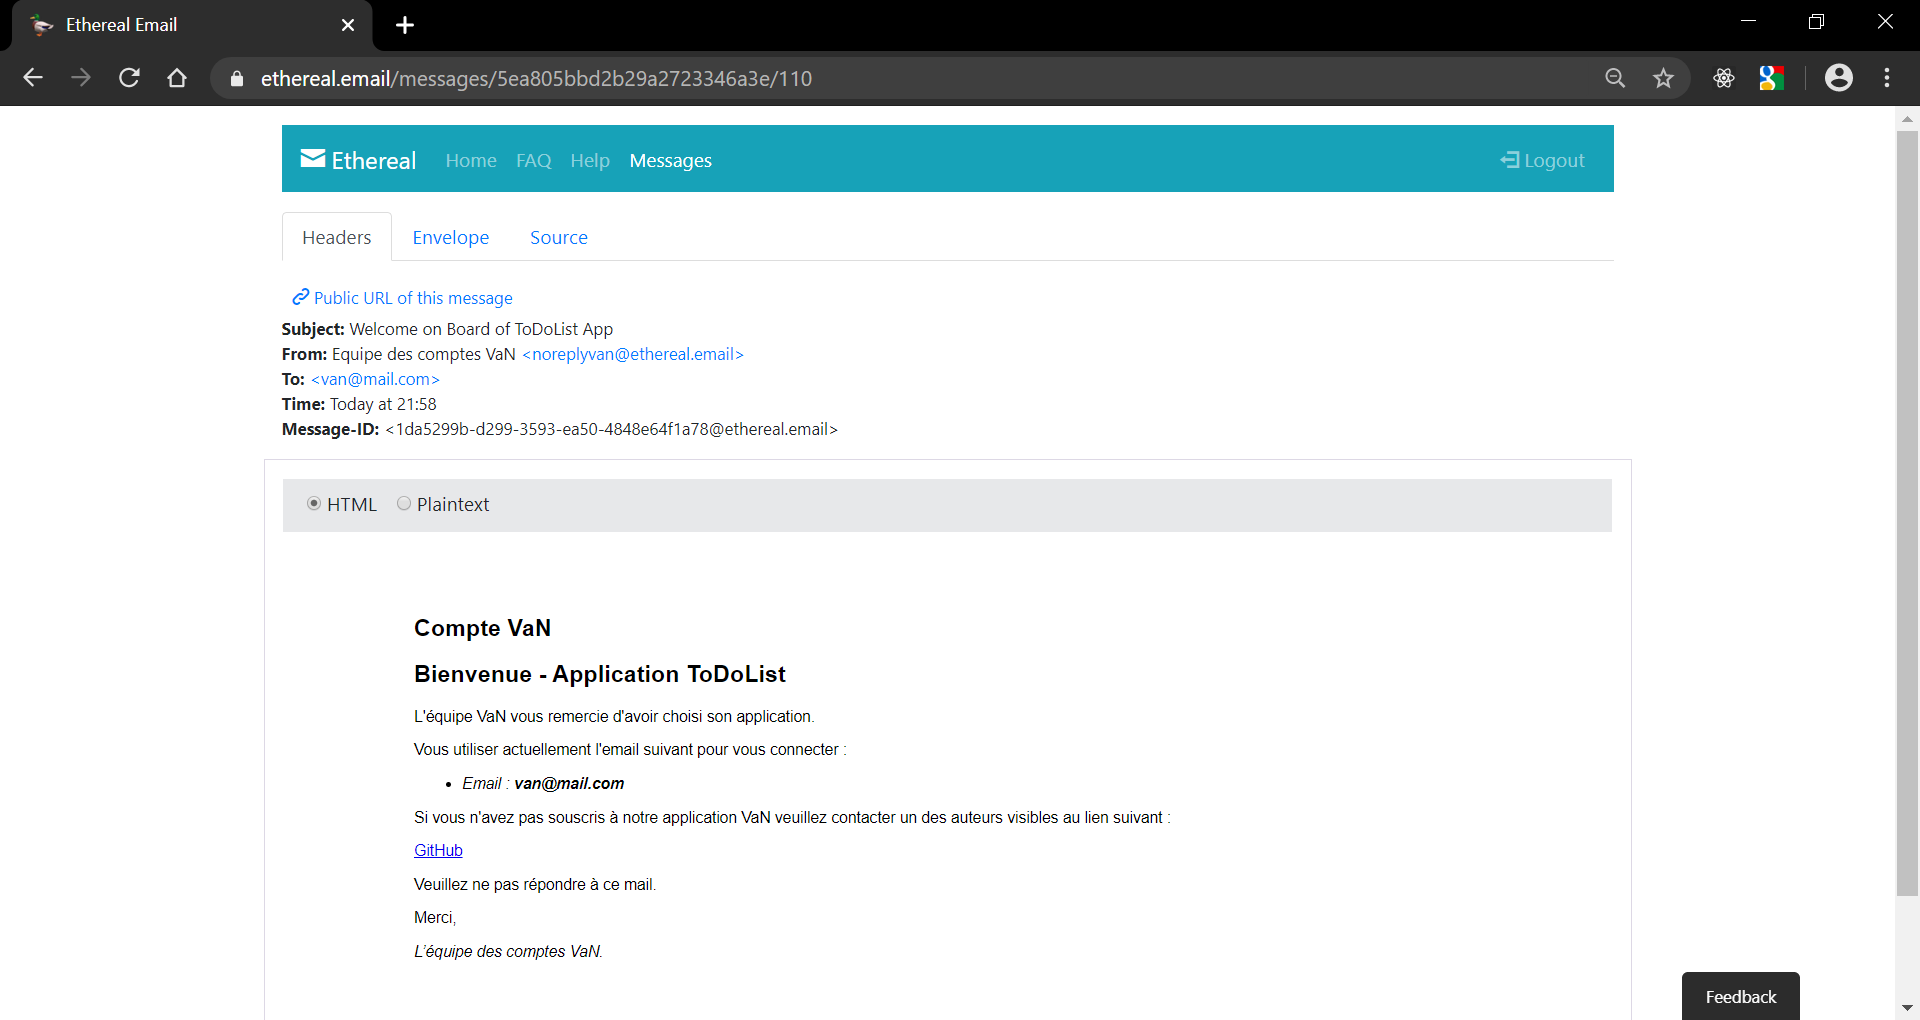 Ethereal Email
ethereal.email/messages/5ea805bbd2b29a2723346a3e/110
Ethereal Home FAQ Help Messages Logout
Headers Envelope Source
Public URL of this message
Subject: Welcome on Board of ToDoList App
From: Equipe des comptes VaN <noreplyvan@ethereal.email>
To: <van@mail.com>
Time: Today at 21:58
Message-ID: <1da5299b-d299-3593-ea50-4848e64f1a78@ethereal.email>
HTML Plaintext
Compte VaN
Bienvenue - Application ToDoList
L'équipe VaN vous remercie d'avoir choisi son application.
Vous utiliser actuellement l'email suivant pour vous connecter :
• Email : van@mail.com
Si vous n'avez pas souscris à notre application VaN veuillez contacter un des auteurs visibles au lien suivant :
GitHub
Veuillez ne pas répondre à ce mail.
Merci,
L'équipe des comptes VaN.
Feedback